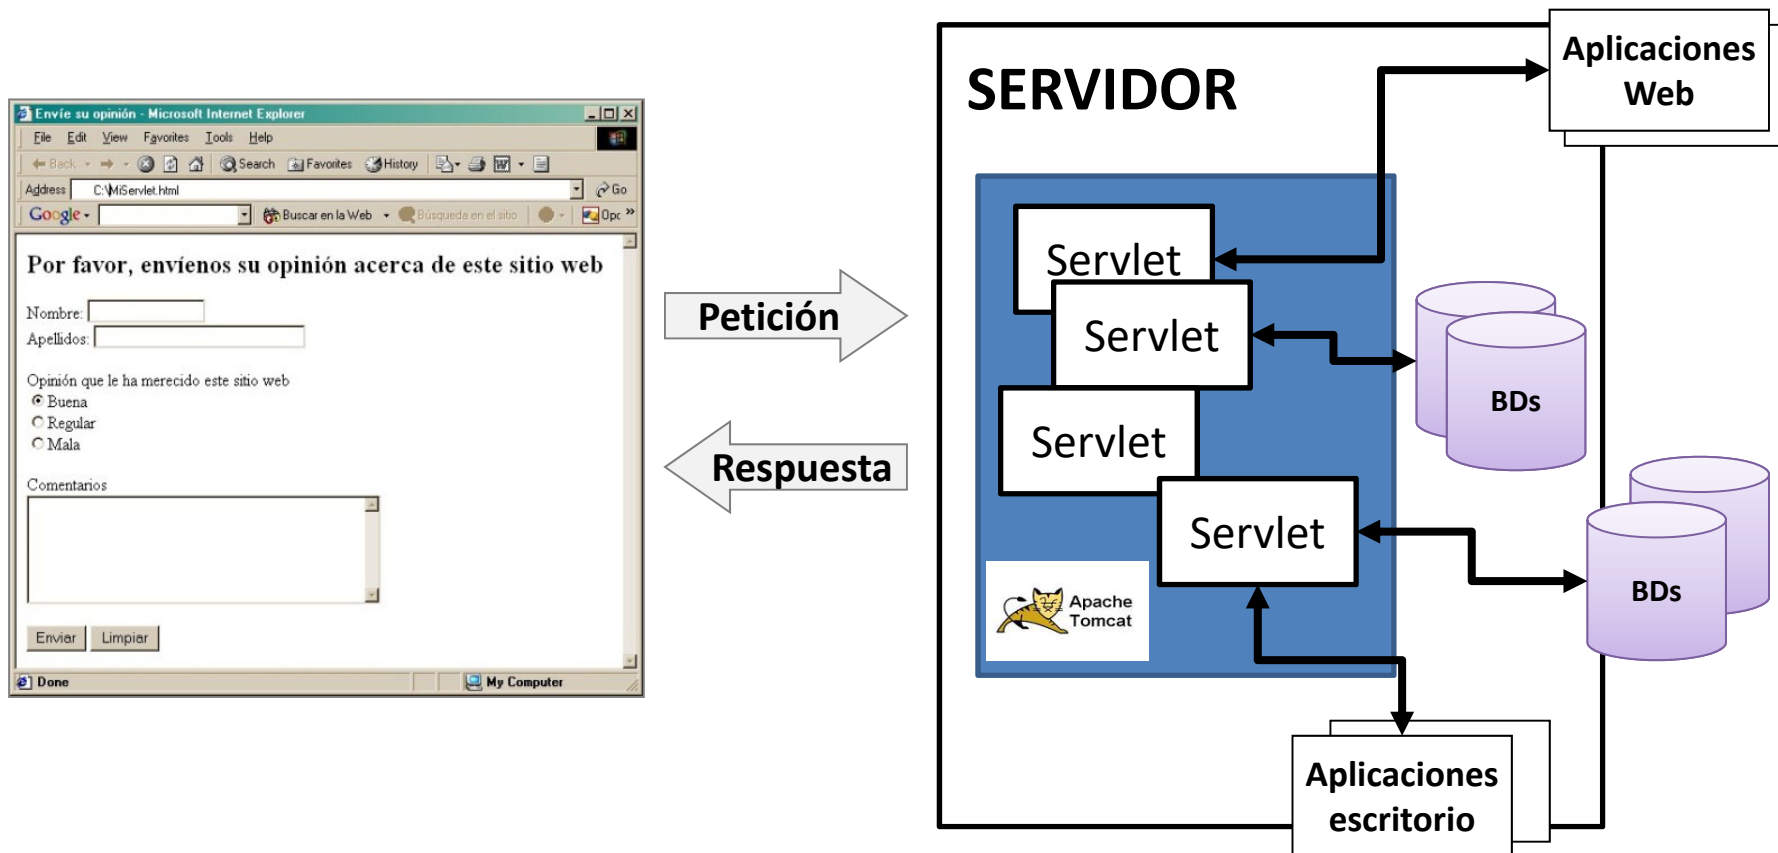 Envíe su opinión - Microsoft Internet Explorer
File Edit View Favorites Tools Help
Back Search Favorites History
Address C:\MiServlet.html Go
Google Buscar en la Web Búsqueda en el sitio Opc »
Por favor, envíenos su opinión acerca de este sitio web
Nombre:
Apellidos:
Opinión que le ha merecido este sitio web
Buena
Regular
Mala
Comentarios
Enviar Limpiar
Done My Computer
Petición
Respuesta
SERVIDOR
Aplicaciones
Web
Servlet
Servlet
Servlet
Servlet
Apache
Tomcat
BDs
BDs
Aplicaciones
escritorio